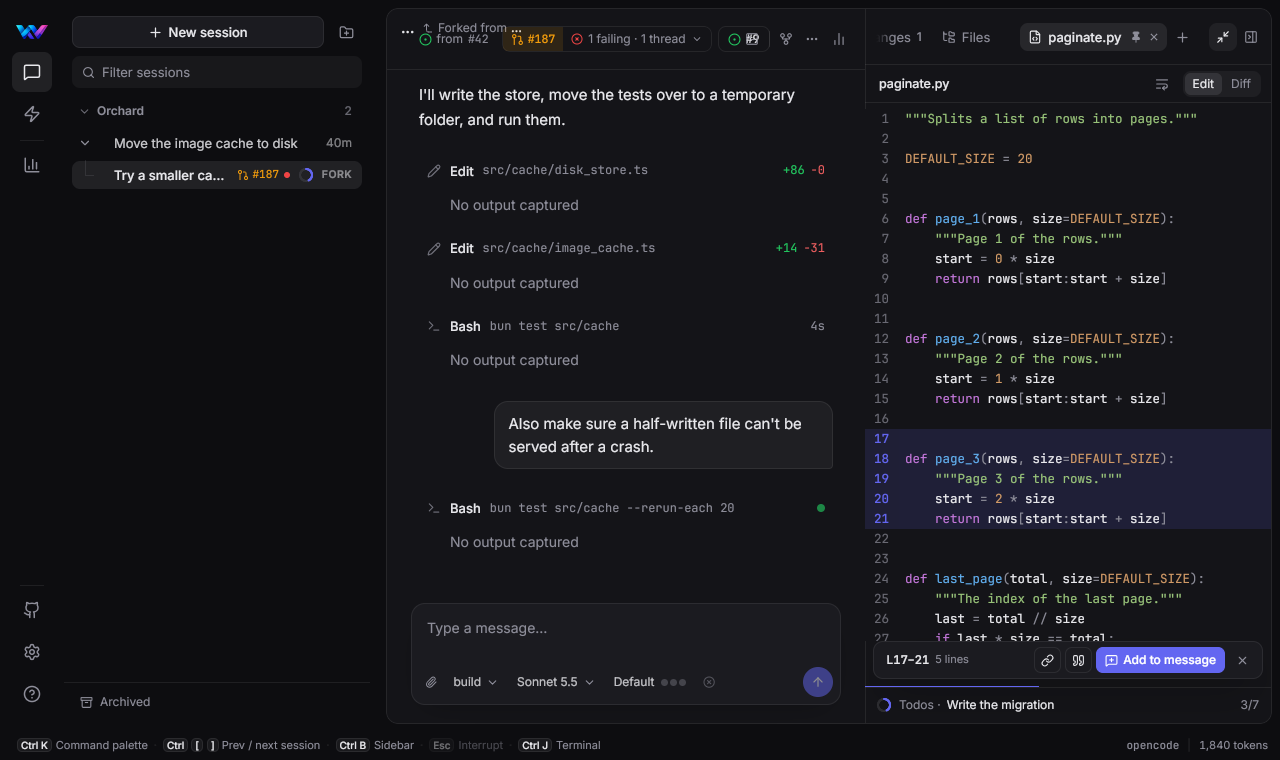 New session
Filter sessions
Orchard 2
Move the image cache to disk 40m
Try a smaller ca... #187 FORK
Archived
Forked from ...
from #42 #187 1 failing · 1 thread
I'll write the store, move the tests over to a temporary
folder, and run them.
Edit src/cache/disk_store.ts +86 -0
No output captured
Edit src/cache/image_cache.ts +14 -31
No output captured
Bash bun test src/cache 4s
No output captured
Also make sure a half-written file can't be
served after a crash.
Bash bun test src/cache --rerun-each 20
No output captured
Type a message...
build Sonnet 5.5 Default
nges 1 Files paginate.py
paginate.py Edit Diff
1 """Splits a list of rows into pages."""
2
3 DEFAULT_SIZE = 20
4
5
6 def page_1(rows, size=DEFAULT_SIZE):
7 """Page 1 of the rows."""
8 start = 0 * size
9 return rows[start:start + size]
10
11
12 def page_2(rows, size=DEFAULT_SIZE):
13 """Page 2 of the rows."""
14 start = 1 * size
15 return rows[start:start + size]
16
17
18 def page_3(rows, size=DEFAULT_SIZE):
19 """Page 3 of the rows."""
20 start = 2 * size
21 return rows[start:start + size]
22
23
24 def last_page(total, size=DEFAULT_SIZE):
25 """The index of the last page."""
26 last = total // size
27 if last * size == total:
L17–21 5 lines Add to message
Todos · Write the migration 3/7
Ctrl K Command palette · Ctrl [ ] Prev / next session · Ctrl B Sidebar · Esc Interrupt · Ctrl J Terminal
opencode 1,840 tokens